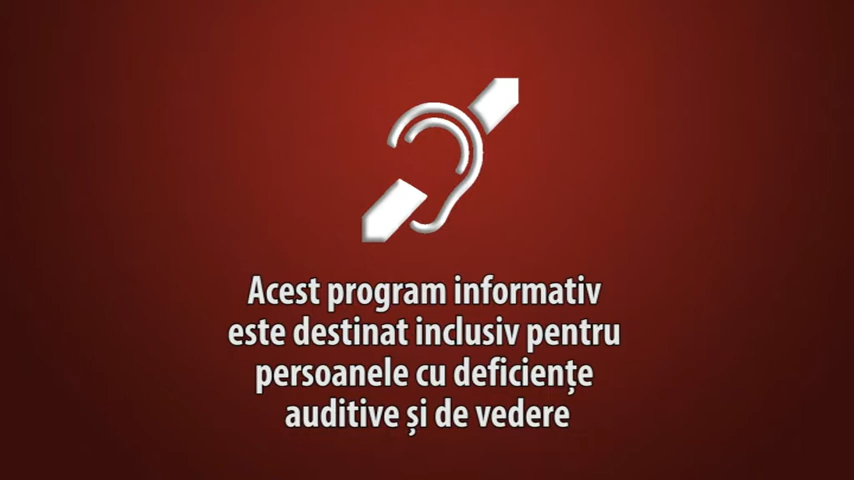 Acest program informativ
este destinat inclusiv pentru
persoanele cu deficiențe
auditive și de vedere